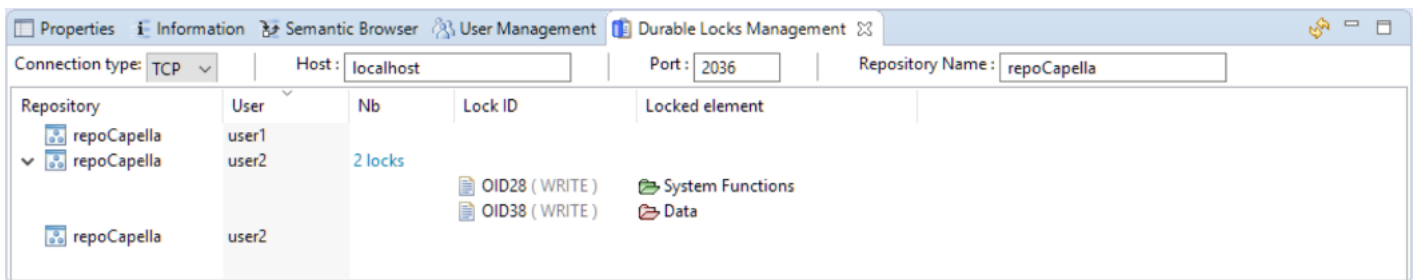 Properties Information Semantic Browser User Management Durable Locks Management
Connection type: TCP Host : localhost Port : 2036 Repository Name : repoCapella
Repository User Nb Lock ID Locked element
repoCapella user1
repoCapella user2 2 locks
OID28 ( WRITE ) System Functions
OID38 ( WRITE ) Data
repoCapella user2